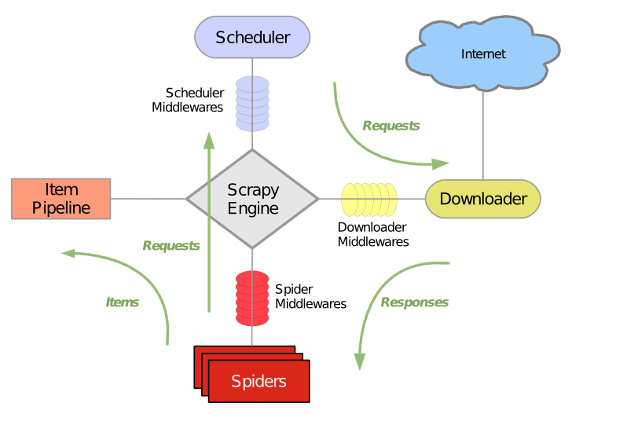 Scheduler
Internet
Scheduler
Middlewares
Requests
Item
Pipeline
Scrapy
Engine
Downloader
Downloader
Middlewares
Requests
Spider
Middlewares
Items
Responses
Spiders